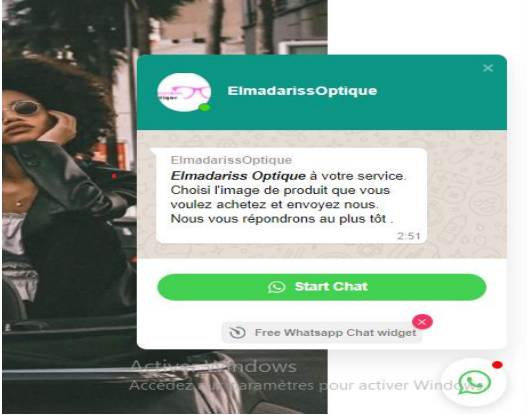 ElmadarissOptique
ElmadarissOptique
Elmadariss Optique à votre service.
Choisi l'image de produit que vous
voulez achetez et envoyez nous.
Nous vous répondrons au plus tôt .
2:51
Start Chat
Free Whatsapp Chat widget
Activer Windows
Accédez aux paramètres pour activer Windows